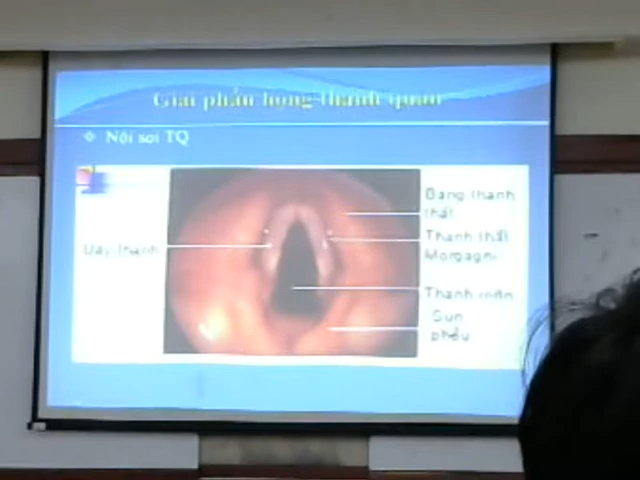 Giải phẫu họng thanh quản
Nội soi TQ
Dây thanh
Băng thanh
thất
Thanh thất
Morgagni
Thanh môn
Sụn
phễu